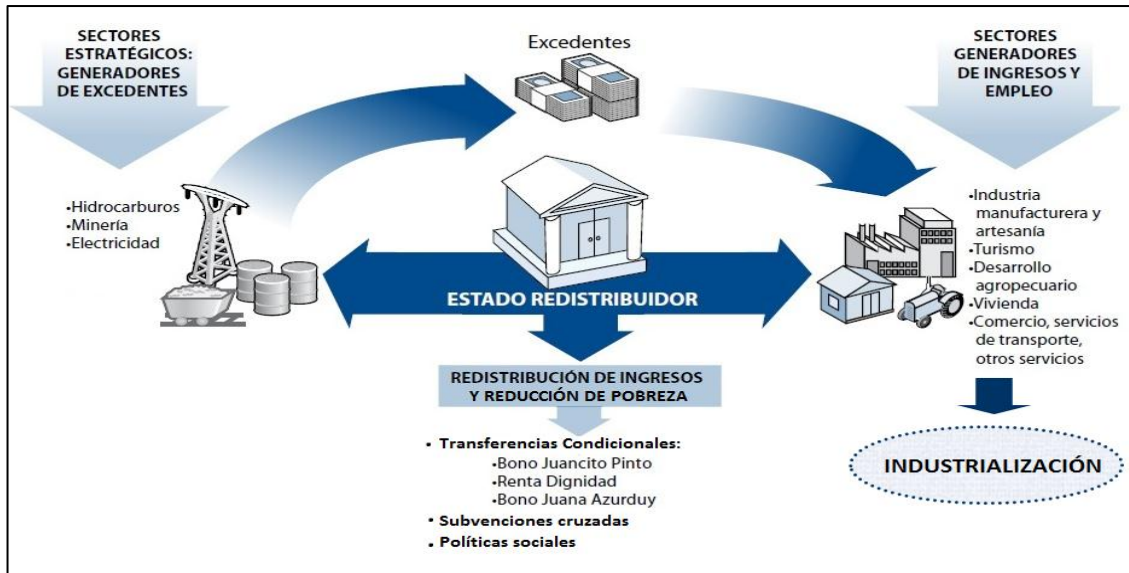 SECTORES
ESTRATÉGICOS:
GENERADORES
DE EXCEDENTES
Excedentes
SECTORES
GENERADORES
DE INGRESOS Y
EMPLEO
•Hidrocarburos
•Minería
•Electricidad
•Industria
manufacturera y
artesanía
•Turismo
•Desarrollo
agropecuario
•Vivienda
•Comercio, servicios
de transporte,
otros servicios
ESTADO REDISTRIBUIDOR
REDISTRIBUCIÓN DE INGRESOS
Y REDUCCIÓN DE POBREZA
• Transferencias Condicionales:
•Bono Juancito Pinto
•Renta Dignidad
•Bono Juana Azurduy
• Subvenciones cruzadas
• Políticas sociales
INDUSTRIALIZACIÓN